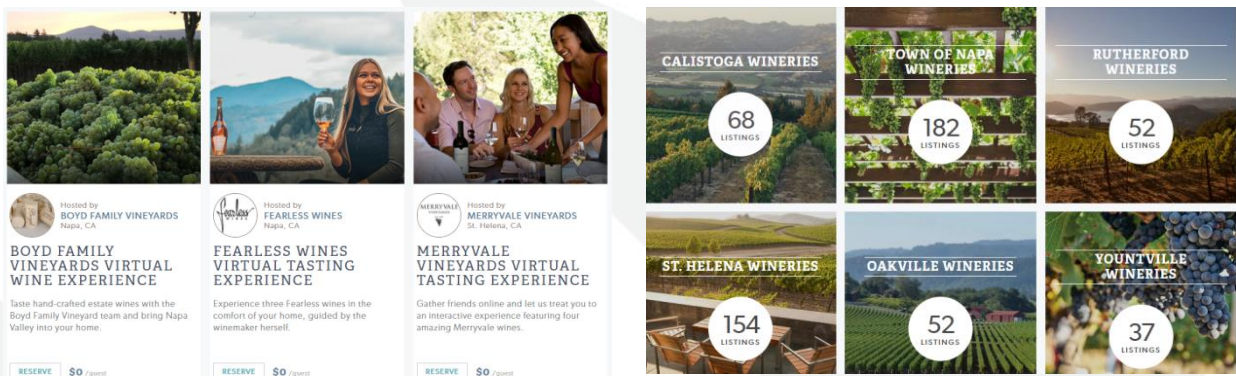 Hosted by
BOYD FAMILY VINEYARDS
Napa, CA
BOYD FAMILY
VINEYARDS VIRTUAL
WINE EXPERIENCE
Taste hand-crafted estate wines with the
Boyd Family Vineyard team and bring Napa
Valley into your home.
RESERVE $0 /guest
fearless
WINES
Hosted by
FEARLESS WINES
Napa, CA
FEARLESS WINES
VIRTUAL TASTING
EXPERIENCE
Experience three Fearless wines in the
comfort of your home, guided by the
winemaker herself.
RESERVE $0 /guest
MERRYVALE
VINEYARDS
Hosted by
MERRYVALE VINEYARDS
St. Helena, CA
MERRYVALE
VINEYARDS VIRTUAL
TASTING EXPERIENCE
Gather friends online and let us treat you to
an interactive experience featuring four
amazing Merryvale wines.
RESERVE $0 /guest
CALISTOGA WINERIES
68
LISTINGS
TOWN OF NAPA
WINERIES
182
LISTINGS
RUTHERFORD
WINERIES
52
LISTINGS
ST. HELENA WINERIES
154
LISTINGS
OAKVILLE WINERIES
52
LISTINGS
YOUNTVILLE
WINERIES
37
LISTINGS